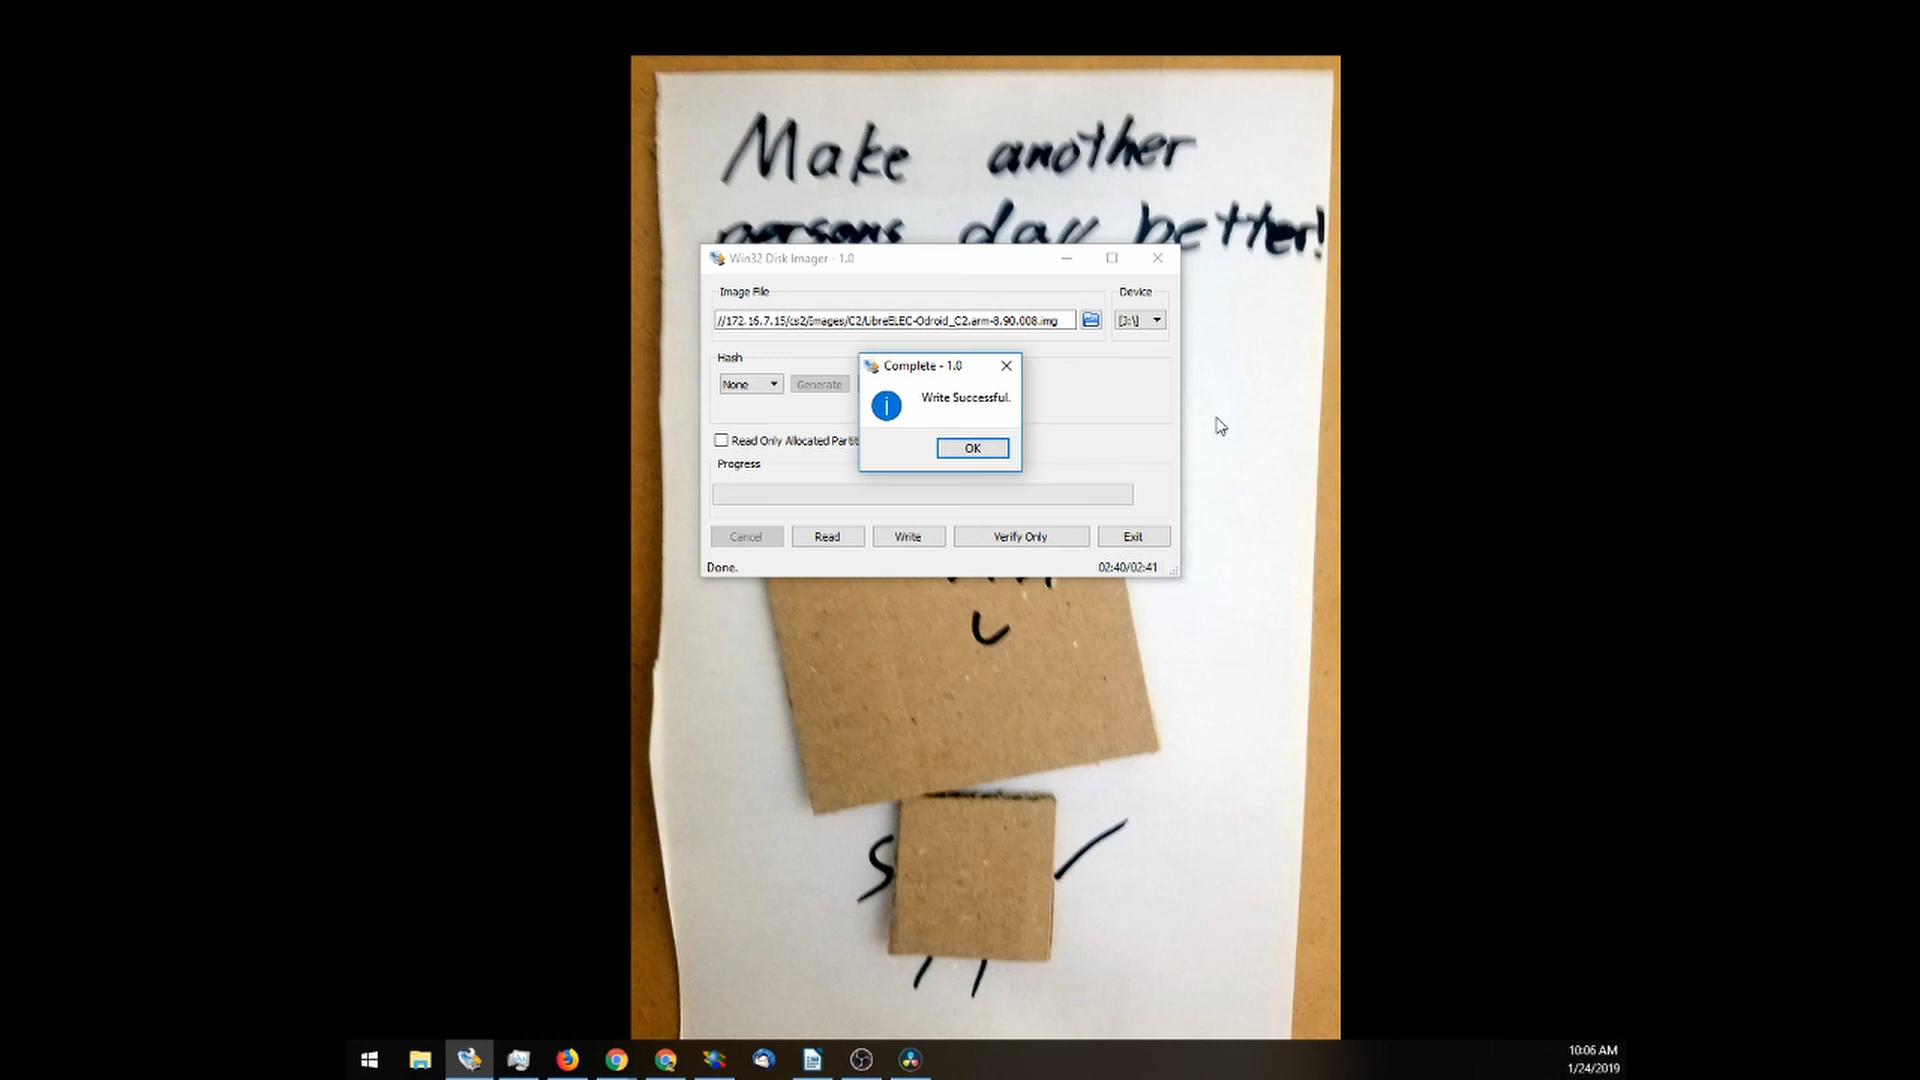 Make another
persons day better!
Win32 Disk Imager - 1.0
Image File
Device
//172.16.7.15/cs2/Images/C2/LibreELEC-Odroid_C2.arm-8.90.008.img
[J:\]
Hash
None
Generate
Complete - 1.0
Write Successful.
OK
Read Only Allocated Partit
Progress
Cancel
Read
Write
Verify Only
Exit
Done.
02:40/02:41
10:06 AM
1/24/2019